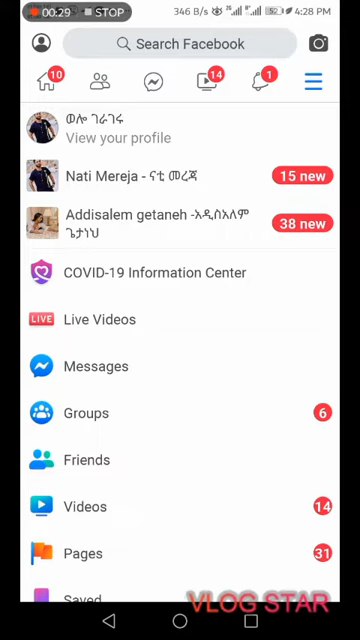 00:29 STOP 346 B/s 52 4:28 PM
Search Facebook
10 14 1
ወሎ ገራገሩ
View your profile
Nati Mereja - ናቲ መረጃ 15 new
Addisalem getaneh -አዲስአለም
ጌታነህ
38 new
COVID-19 Information Center
LIVE Live Videos
Messages
Groups 6
Friends
Videos 14
Pages 31
Saved
VLOG STAR